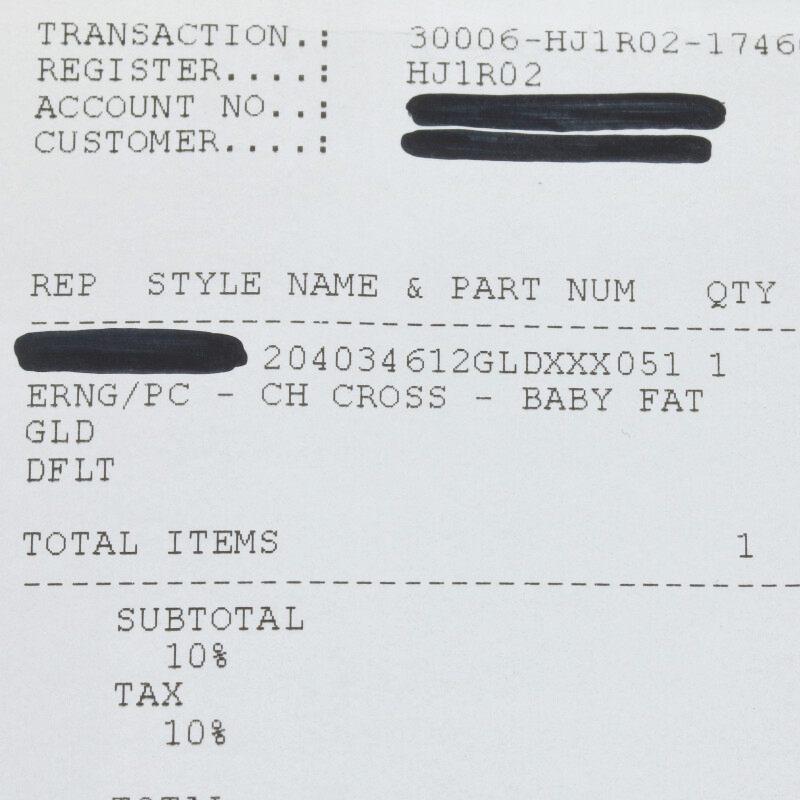 TRANSACTION.: 30006-HJ1R02-1746
REGISTER....: HJ1R02
ACCOUNT NO..:
CUSTOMER....:
REP STYLE NAME & PART NUM QTY
204034612GLDXXX051 1
ERNG/PC - CH CROSS - BABY FAT
GLD
DFLT
TOTAL ITEMS 1
SUBTOTAL
10%
TAX
10%
TOTAL